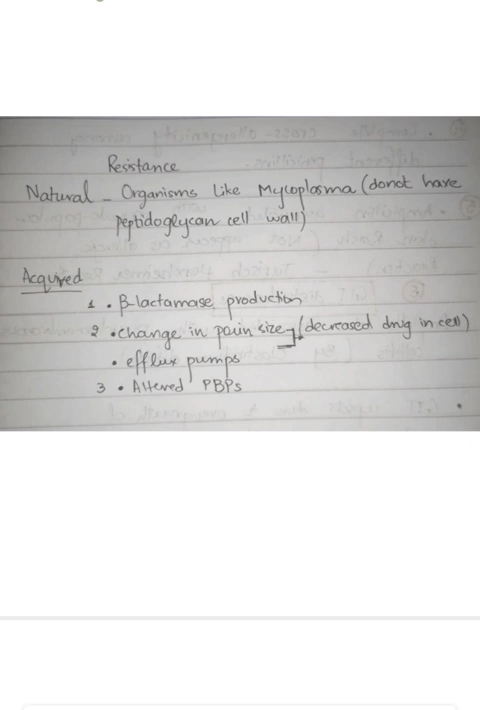 Resistance
Natural - Organisms like Mycoplasma (donot have
peptidoglycan cell wall)
Acquired
1 • β-lactamase production
2 • change in pain size (decreased drug in cell)
• efflux pumps
3 • Altered PBPs